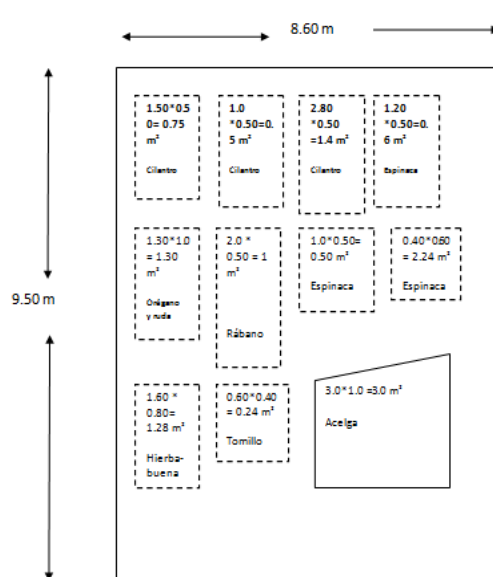 8.60 m
1.50*0.5
0= 0.75
m²
Cilantro
1.0
*0.50=0.
5 m²
Cilantro
2.80
*0.50
=1.4 m²
Cilantro
1.20
*0.50=0.
6 m²
Espinaca
1.30*1.0
= 1.30
m²
Orégano
y ruda
2.0 *
0.50 = 1
m²
Rábano
1.0*0.50=
0.50 m²
Espinaca
0.40*0.60
= 2.24 m²
Espinaca
9.50 m
1.60 *
0.80=
1.28 m²
Hierba-
buena
0.60*0.40
= 0.24 m²
Tomillo
3.0*1.0 =3.0 m²
Acelga